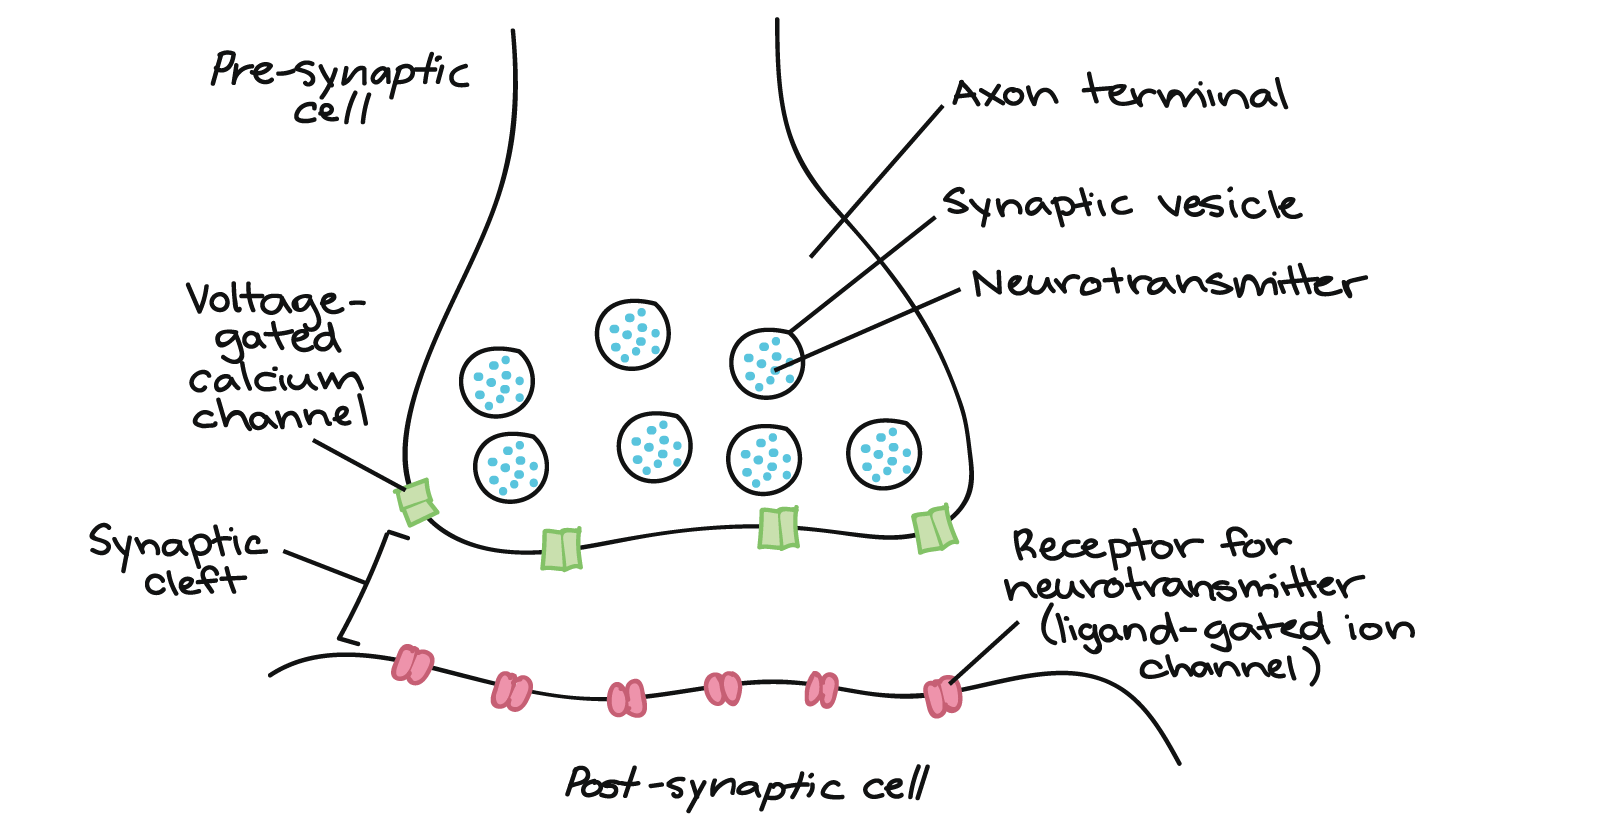 Pre-synaptic
cell
Axon terminal
Synaptic vesicle
Neurotransmitter
Voltage-
gated
calcium
channel
Synaptic
cleft
Receptor for
neurotransmitter
(ligand-gated ion
channel)
Post-synaptic cell